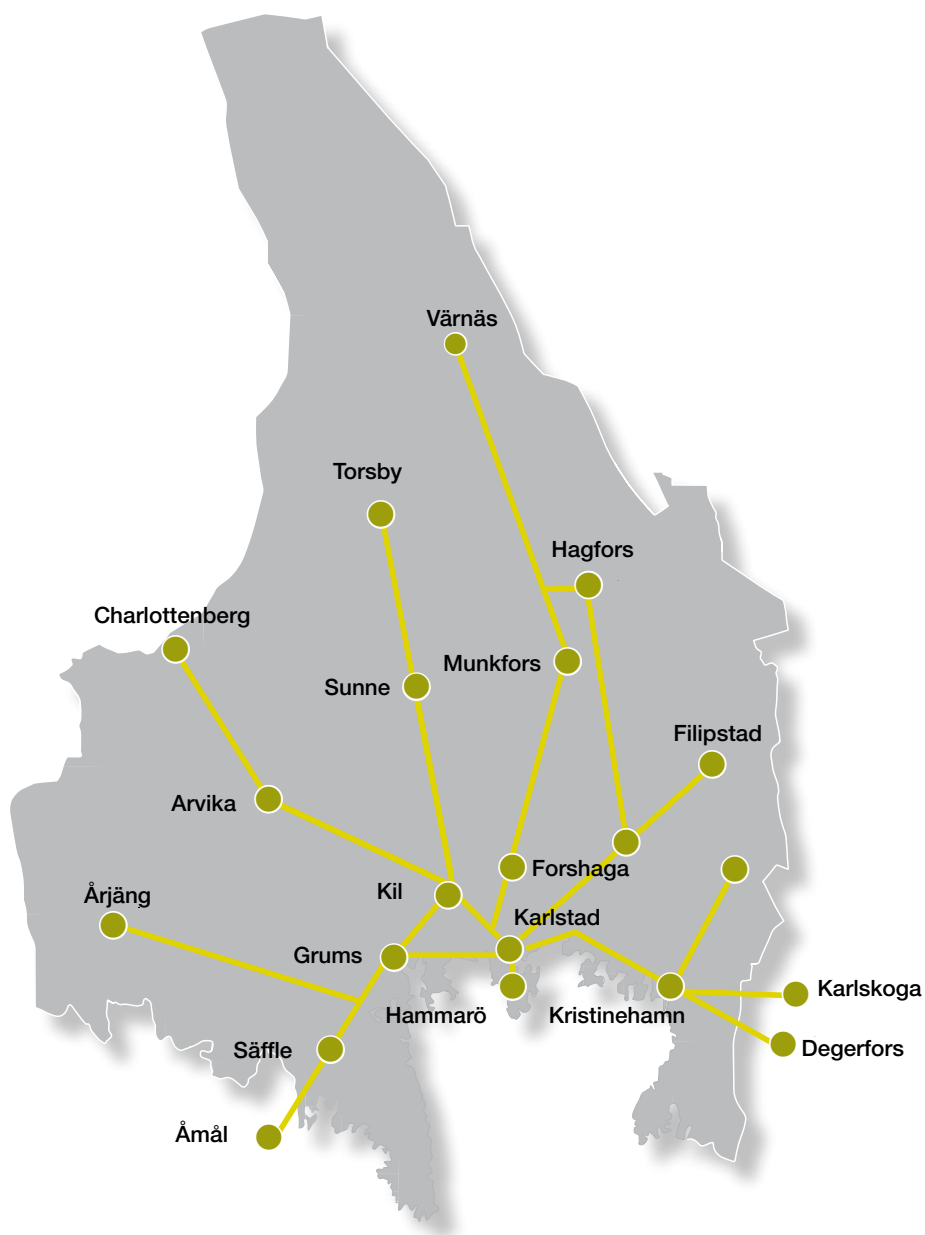 Värnäs
Torsby
Hagfors
Charlottenberg
Munkfors
Sunne
Filipstad
Arvika
Forshaga
Kil
Årjäng
Karlstad
Grums
Karlskoga
Hammarö
Kristinehamn
Degerfors
Säffle
Åmål